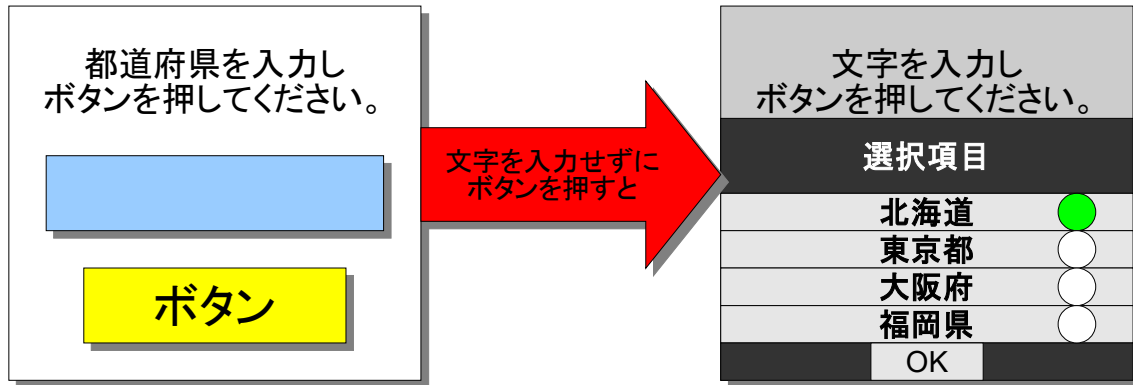 都道府県を入力し
ボタンを押してください。
ボタン
文字を入力せずに
ボタンを押すと
文字を入力し
ボタンを押してください。
選択項目
北海道
東京都
大阪府
福岡県
OK